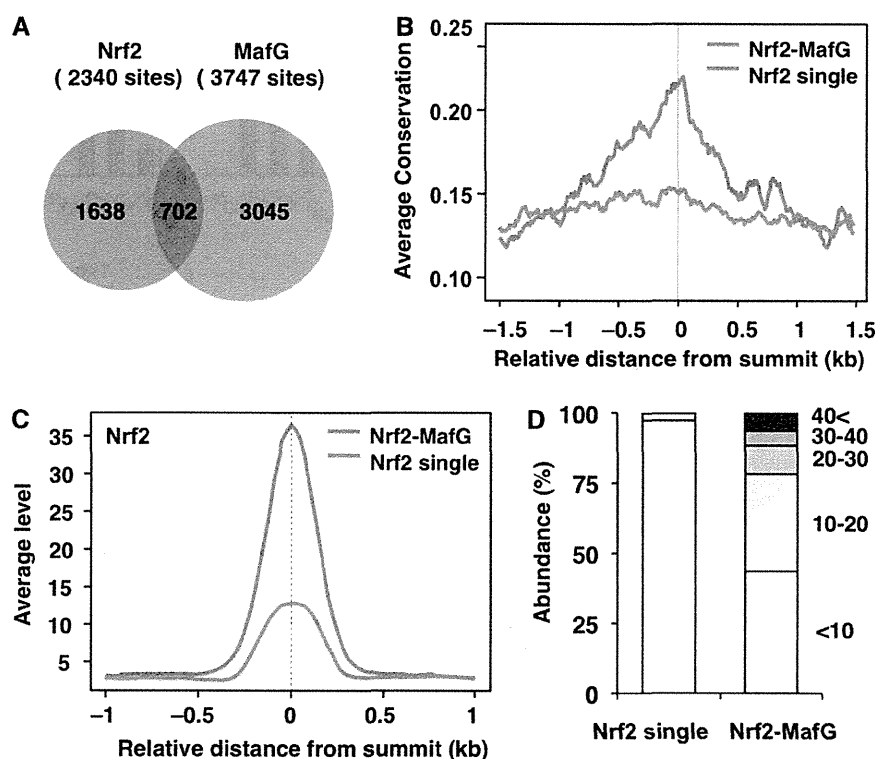 A
Nrf2 MafG
( 2340 sites) ( 3747 sites)
1638 702 3045
B
Nrf2-MafG
Nrf2 single
Average Conservation
0.25
0.20
0.15
0.10
−1.5 −1 −0.5 0 0.5 1 1.5
Relative distance from summit (kb)
C
Nrf2
Nrf2-MafG
Nrf2 single
Average level
35
30
25
20
15
10
5
−1 −0.5 0 0.5 1
Relative distance from summit (kb)
D
Abundance (%)
100
75
50
25
0
40<
30-40
20-30
10-20
<10
Nrf2 single Nrf2-MafG